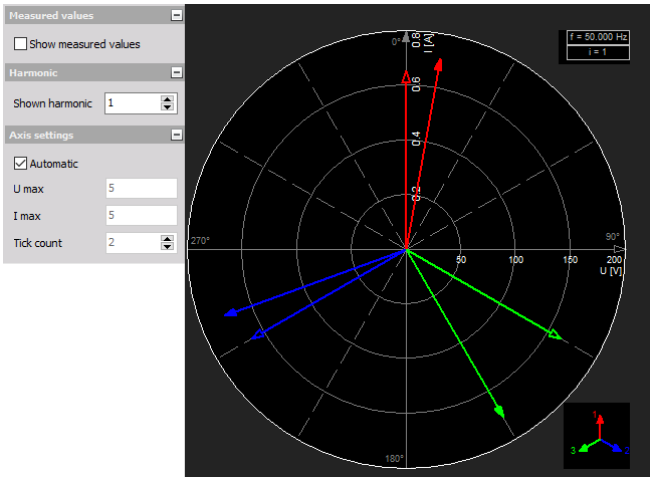 Measured values
Show measured values
Harmonic
Shown harmonic 1
Axis settings
Automatic
U max 5
I max 5
Tick count 2
0°
0.8
I [A]
0.6
0.4
0.2
f = 50.000 Hz
i = 1
270°
90°
50 100 150 200
U [V]
180°
1
3 2